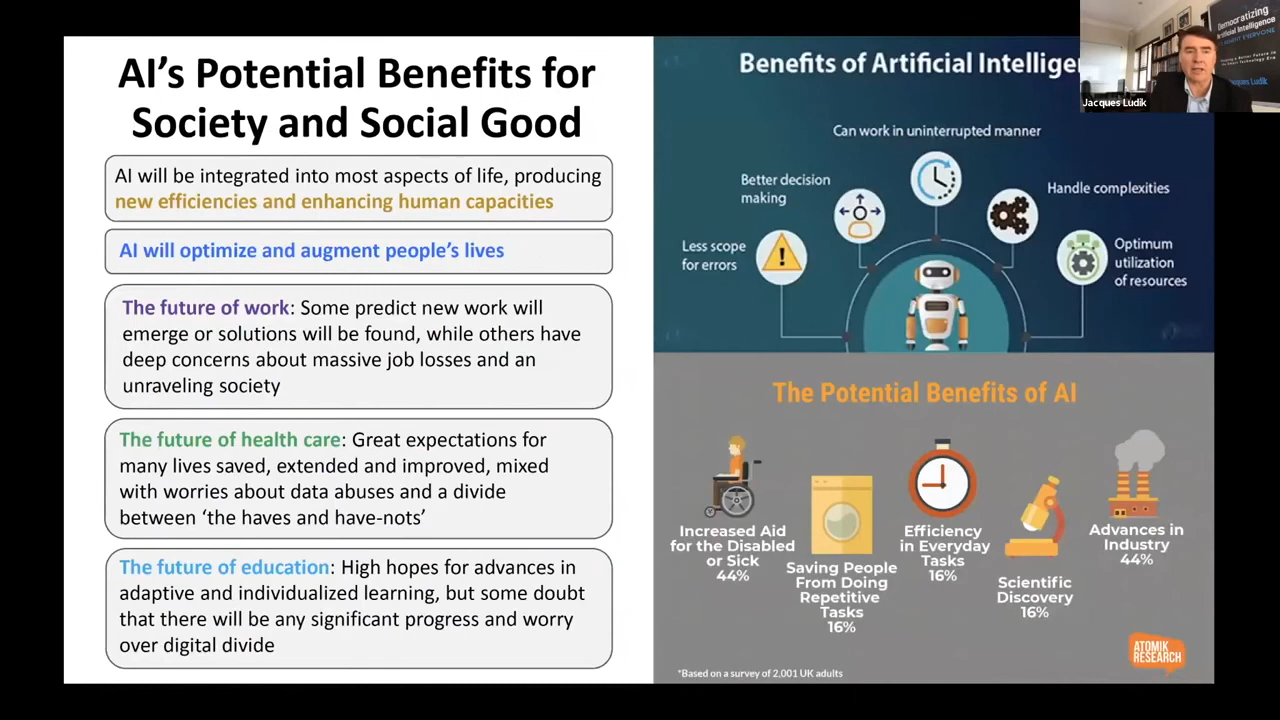 AI's Potential Benefits for
Society and Social Good
AI will be integrated into most aspects of life, producing
new efficiencies and enhancing human capacities
AI will optimize and augment people's lives
The future of work: Some predict new work will
emerge or solutions will be found, while others have
deep concerns about massive job losses and an
unraveling society
The future of health care: Great expectations for
many lives saved, extended and improved, mixed
with worries about data abuses and a divide
between 'the haves and have-nots'
The future of education: High hopes for advances in
adaptive and individualized learning, but some doubt
that there will be any significant progress and worry
over digital divide
Benefits of Artificial Intellige
Can work in uninterrupted manner
Better decision
making
Handle complexities
Less scope
for errors
Optimum
utilization
of resources
The Potential Benefits of AI
Increased Aid
for the Disabled
or Sick
44%
Saving People
From Doing
Repetitive
Tasks
16%
Efficiency
in Everyday
Tasks
16%
Scientific
Discovery
16%
Advances in
Industry
44%
ATOMIK
RESEARCH
*Based on a survey of 2,001 UK adults
Democratizing
Artificial Intelligence
EVERYONE
Jacques Ludik
Jacques Ludik